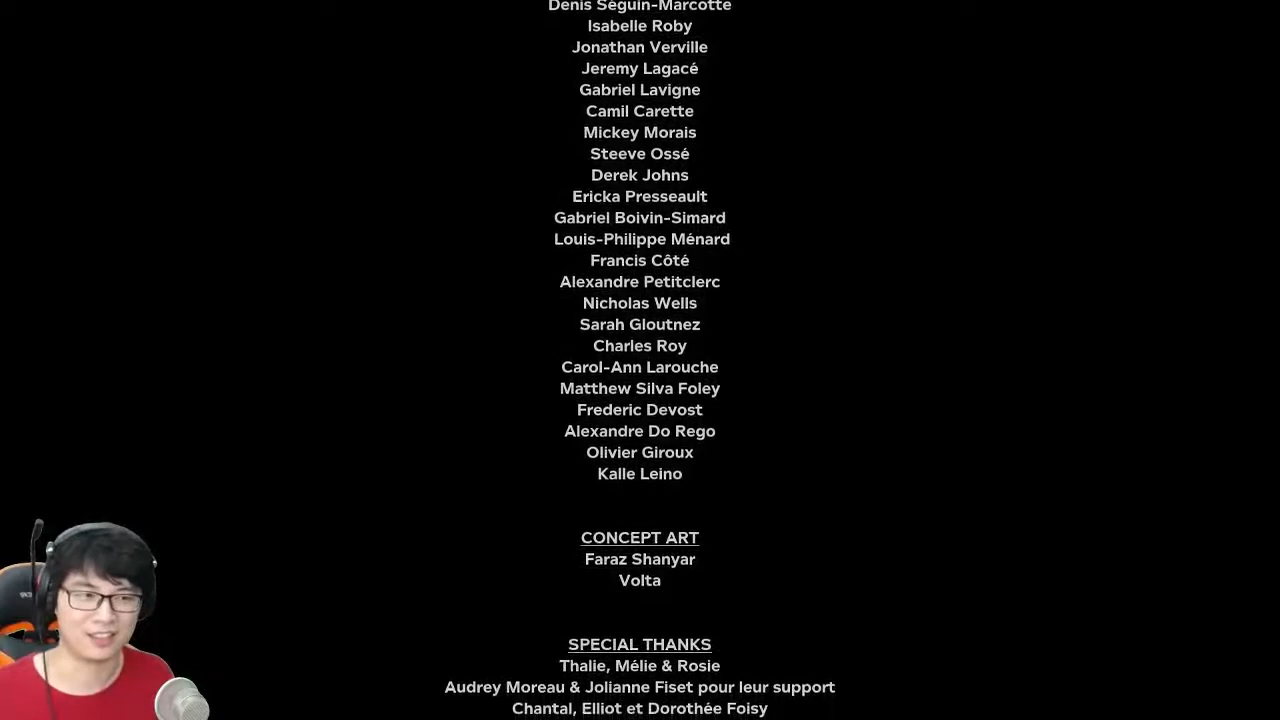 Denis Séguin-Marcotte
Isabelle Roby
Jonathan Verville
Jeremy Lagacé
Gabriel Lavigne
Camil Carette
Mickey Morais
Steeve Ossé
Derek Johns
Ericka Presseault
Gabriel Boivin-Simard
Louis-Philippe Ménard
Francis Côté
Alexandre Petitclerc
Nicholas Wells
Sarah Gloutnez
Charles Roy
Carol-Ann Larouche
Matthew Silva Foley
Frederic Devost
Alexandre Do Rego
Olivier Giroux
Kalle Leino
CONCEPT ART
Faraz Shanyar
Volta
SPECIAL THANKS
Thalie, Mélie & Rosie
Audrey Moreau & Jolianne Fiset pour leur support
Chantal, Elliot et Dorothée Foisy